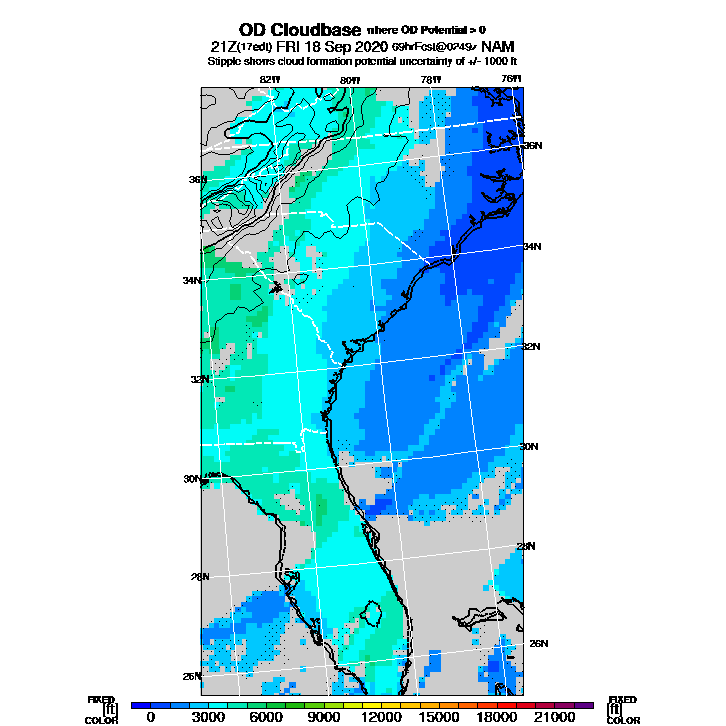 OD Cloudbase where OD Potential > 0
21Z(17edt) FRI 18 Sep 2020 69hrFcst@0249z NAM
Stipple shows cloud formation potential uncertainty of +/- 1000 ft
82W 80W 78W 76W
36N 36N
34N 34N
32N 32N
30N 30N
28N 28N
26N 26N
FIXED FIXED
[ft] [ft]
COLOR COLOR
0 3000 6000 9000 12000 15000 18000 21000